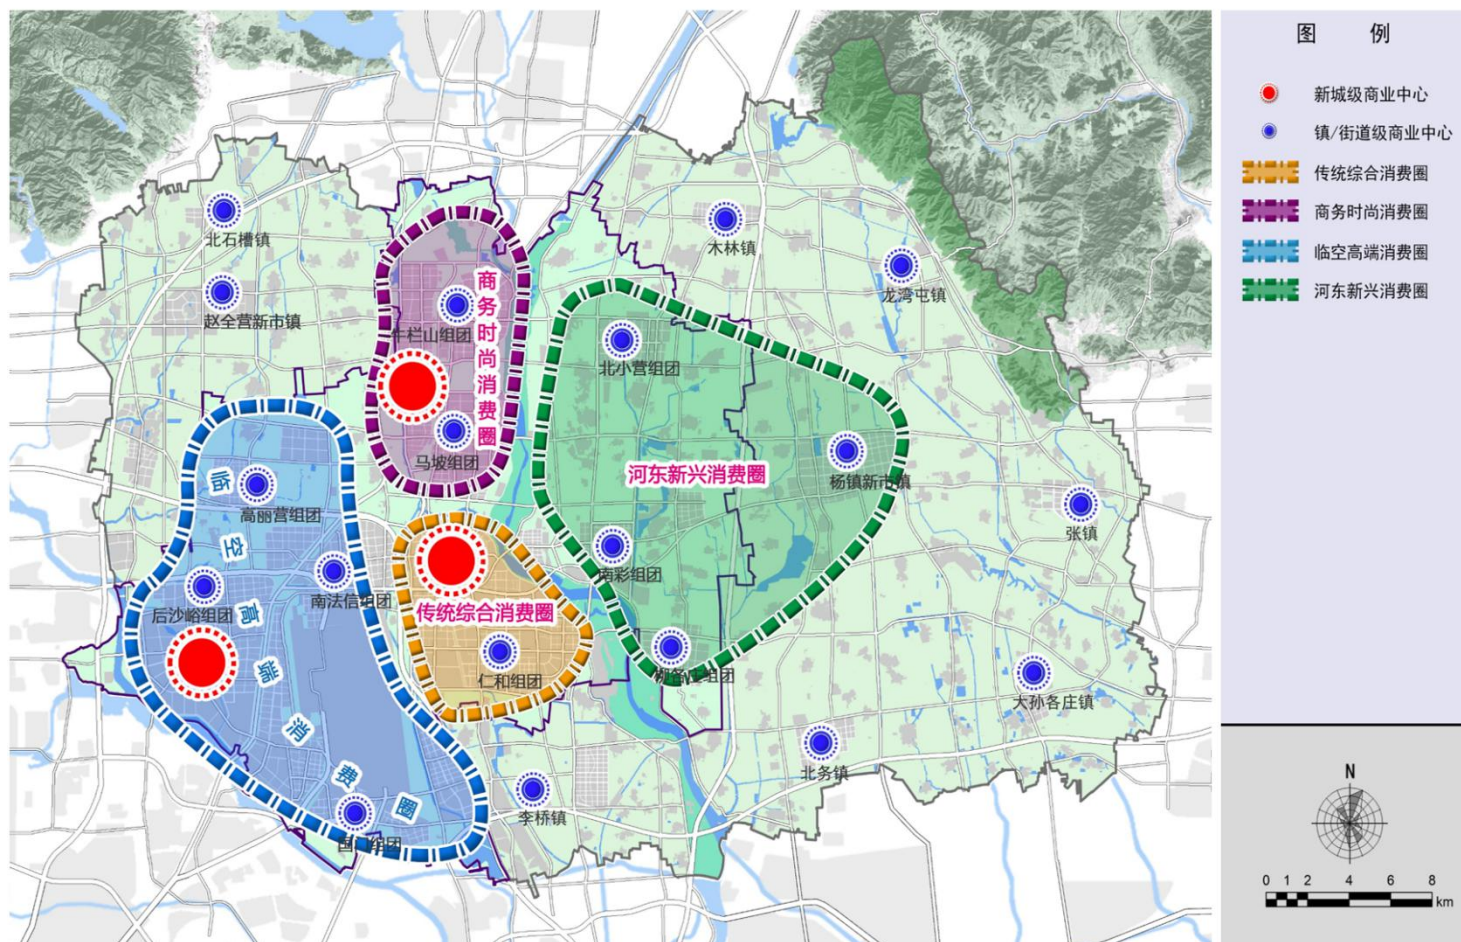 图 例
新城级商业中心
镇/街道级商业中心
传统综合消费圈
商务时尚消费圈
临空高端消费圈
河东新兴消费圈
北石槽镇
木林镇
龙湾屯镇
赵全营新市镇
牛栏山组团
商务时尚消费圈
北小营组团
马坡组团
河东新兴消费圈
杨镇新市镇
临空高端消费圈
高丽营组团
张镇
南彩组团
后沙峪组团
南法信组团
传统综合消费圈
仁和组团
组团
大孙各庄镇
北务镇
李桥镇
国门组团
N
0 1 2 4 6 8
km